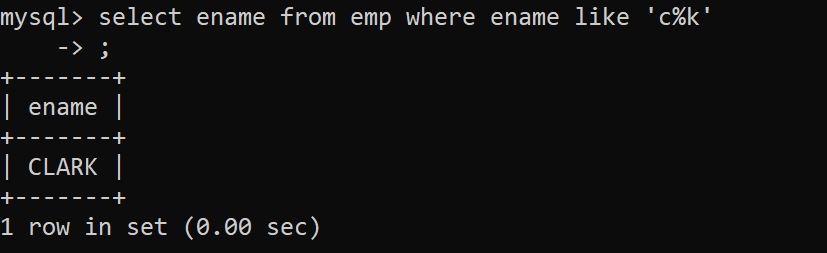 mysql> select ename from emp where ename like 'c%k'
    -> ;
+-------+
| ename |
+-------+
| CLARK |
+-------+
1 row in set (0.00 sec)